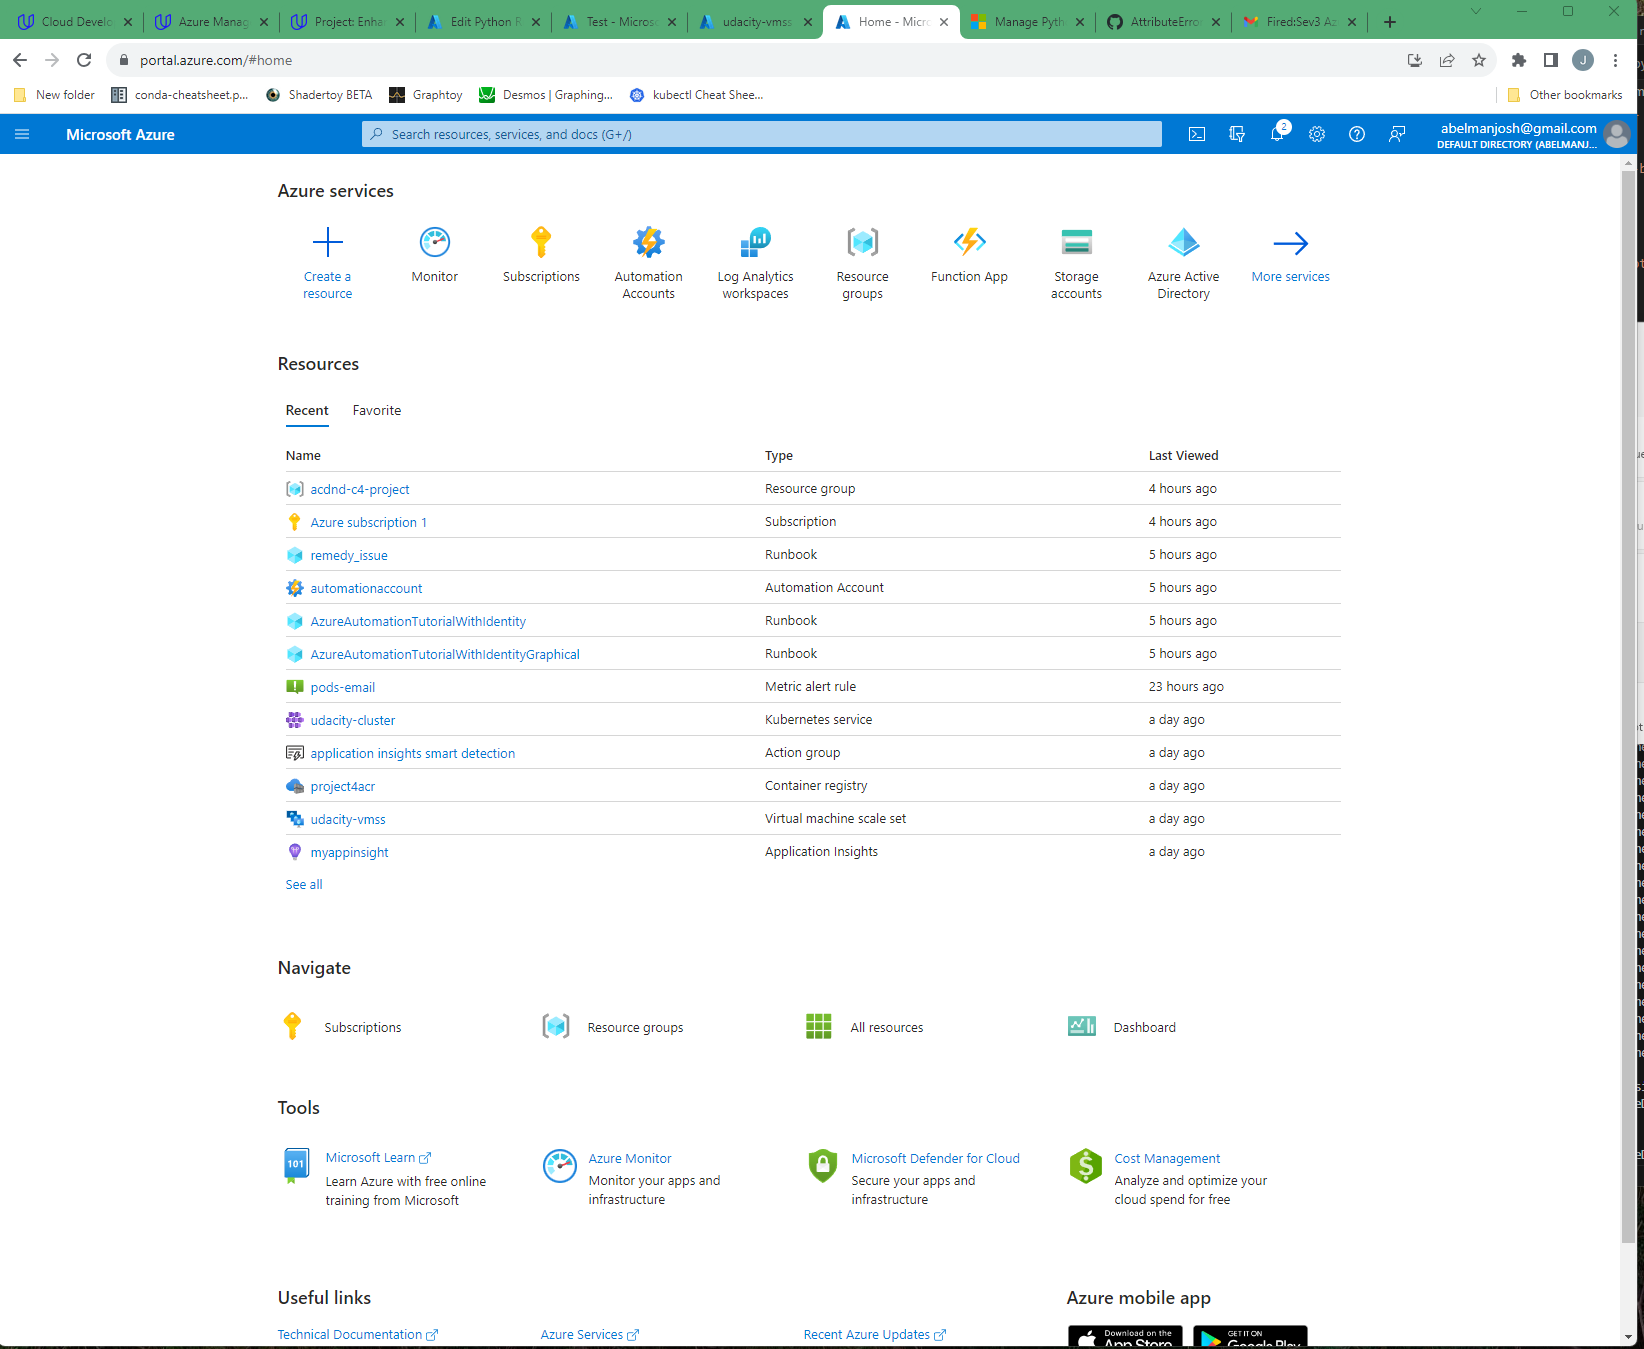 Cloud Develo
Azure Manag
Project: Enha
Edit Python R
Test - Microso
udacity-vmss
Home - Micro
Manage Pyth
AttributeErro
Fired:Sev3 Az
portal.azure.com/#home
J
New folder
conda-cheatsheet.p...
Shadertoy BETA
Graphtoy
Desmos | Graphing...
kubectl Cheat Shee...
Other bookmarks
Microsoft Azure
Search resources, services, and docs (G+/)
2
abelmanjosh@gmail.com
DEFAULT DIRECTORY (ABELMANJ...
Azure services
Create a resource
Monitor
Subscriptions
Automation Accounts
Log Analytics workspaces
Resource groups
Function App
Storage accounts
Azure Active Directory
More services
Resources
Recent Favorite
Name Type Last Viewed
acdnd-c4-project Resource group 4 hours ago
Azure subscription 1 Subscription 4 hours ago
remedy_issue Runbook 5 hours ago
automationaccount Automation Account 5 hours ago
AzureAutomationTutorialWithIdentity Runbook 5 hours ago
AzureAutomationTutorialWithIdentityGraphical Runbook 5 hours ago
pods-email Metric alert rule 23 hours ago
udacity-cluster Kubernetes service a day ago
application insights smart detection Action group a day ago
project4acr Container registry a day ago
udacity-vmss Virtual machine scale set a day ago
myappinsight Application Insights a day ago
See all
Navigate
Subscriptions
Resource groups
All resources
Dashboard
Tools
101
Microsoft Learn
Learn Azure with free online
training from Microsoft
Azure Monitor
Monitor your apps and
infrastructure
Microsoft Defender for Cloud
Secure your apps and
infrastructure
Cost Management
Analyze and optimize your
cloud spend for free
Useful links
Azure mobile app
Technical Documentation
Azure Services
Recent Azure Updates
Download on the
App Store
GET IT ON
Google Play